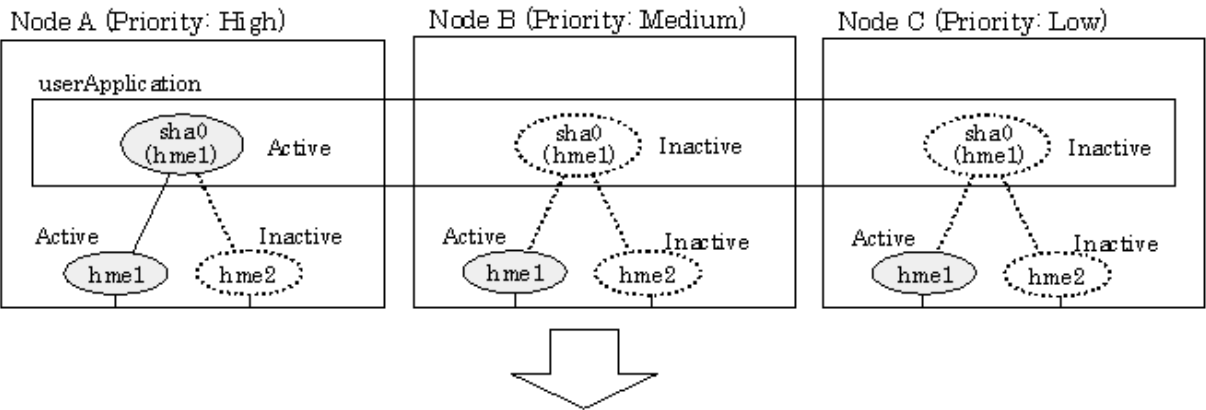 Node A (Priority: High)
Node B (Priority: Medium)
Node C (Priority: Low)
userApplication
sha0
(hme1)
Active
sha0
(hme1)
Inactive
sha0
(hme1)
Inactive
Active
Inactive
hme1
hme2
Active
Inactive
hme1
hme2
Active
Inactive
hme1
hme2